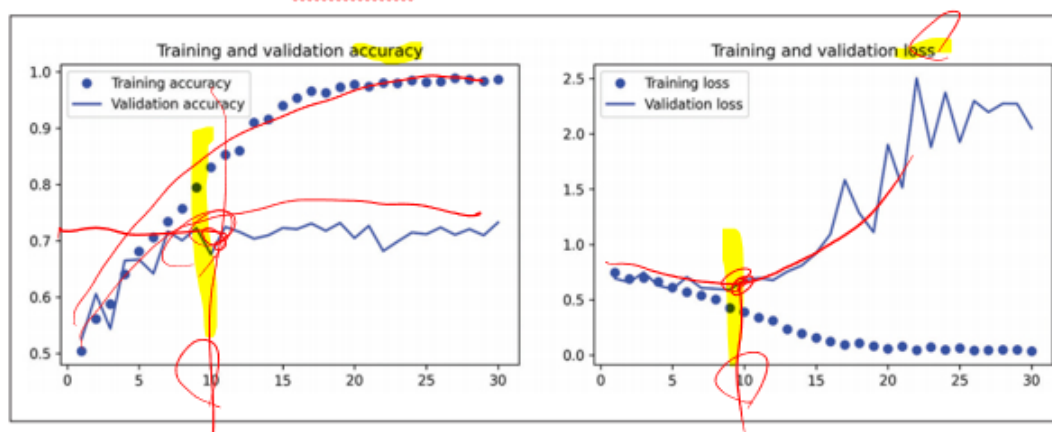 Training and validation accuracy
Training accuracy
Validation accuracy
1.0
0.9
0.8
0.7
0.6
0.5
0 5 10 15 20 25 30
Training and validation loss
Training loss
Validation loss
2.5
2.0
1.5
1.0
0.5
0.0
0 5 10 15 20 25 30